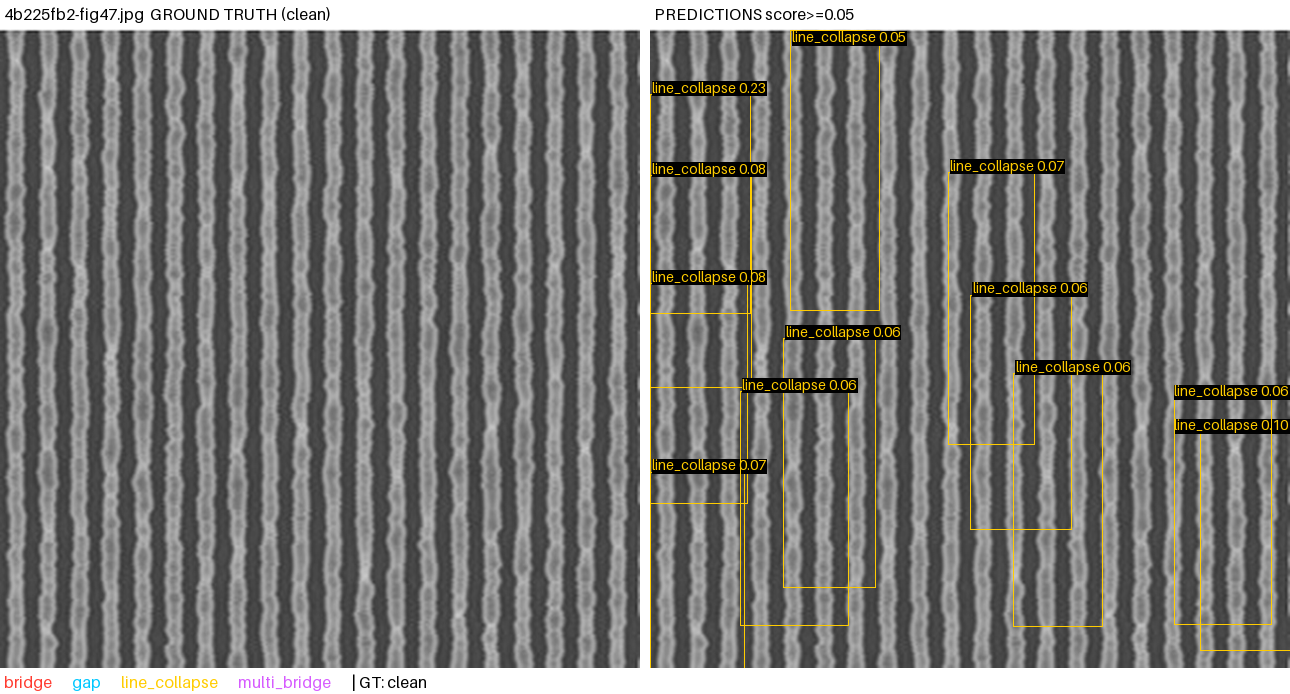 4b225fb2-fig47.jpg GROUND TRUTH (clean)
PREDICTIONS score>=0.05
line_collapse 0.05
line_collapse 0.23
line_collapse 0.08
line_collapse 0.07
line_collapse 0.08
line_collapse 0.06
line_collapse 0.06
line_collapse 0.06
line_collapse 0.06
line_collapse 0.06
line_collapse 0.10
line_collapse 0.07
bridge gap line_collapse multi_bridge | GT: clean